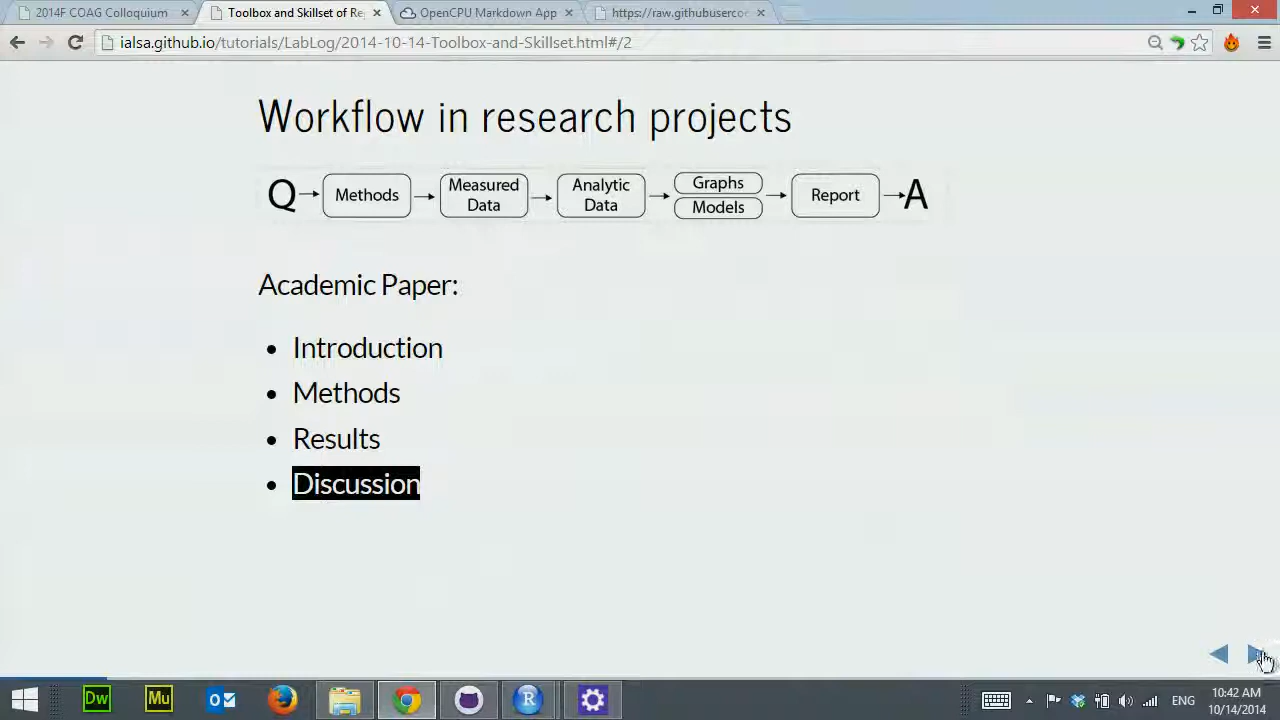 2014F COAG Colloquium
Toolbox and Skillset of Re
OpenCPU Markdown App
https://raw.githubuserco
ialsa.github.io/tutorials/LabLog/2014-10-14-Toolbox-and-Skillset.html#/2
Workflow in research projects
Q Methods Measured Data Analytic Data Graphs Models Report A
Academic Paper:
• Introduction
• Methods
• Results
• Discussion
Dw Mu R ENG 10:42 AM
10/14/2014